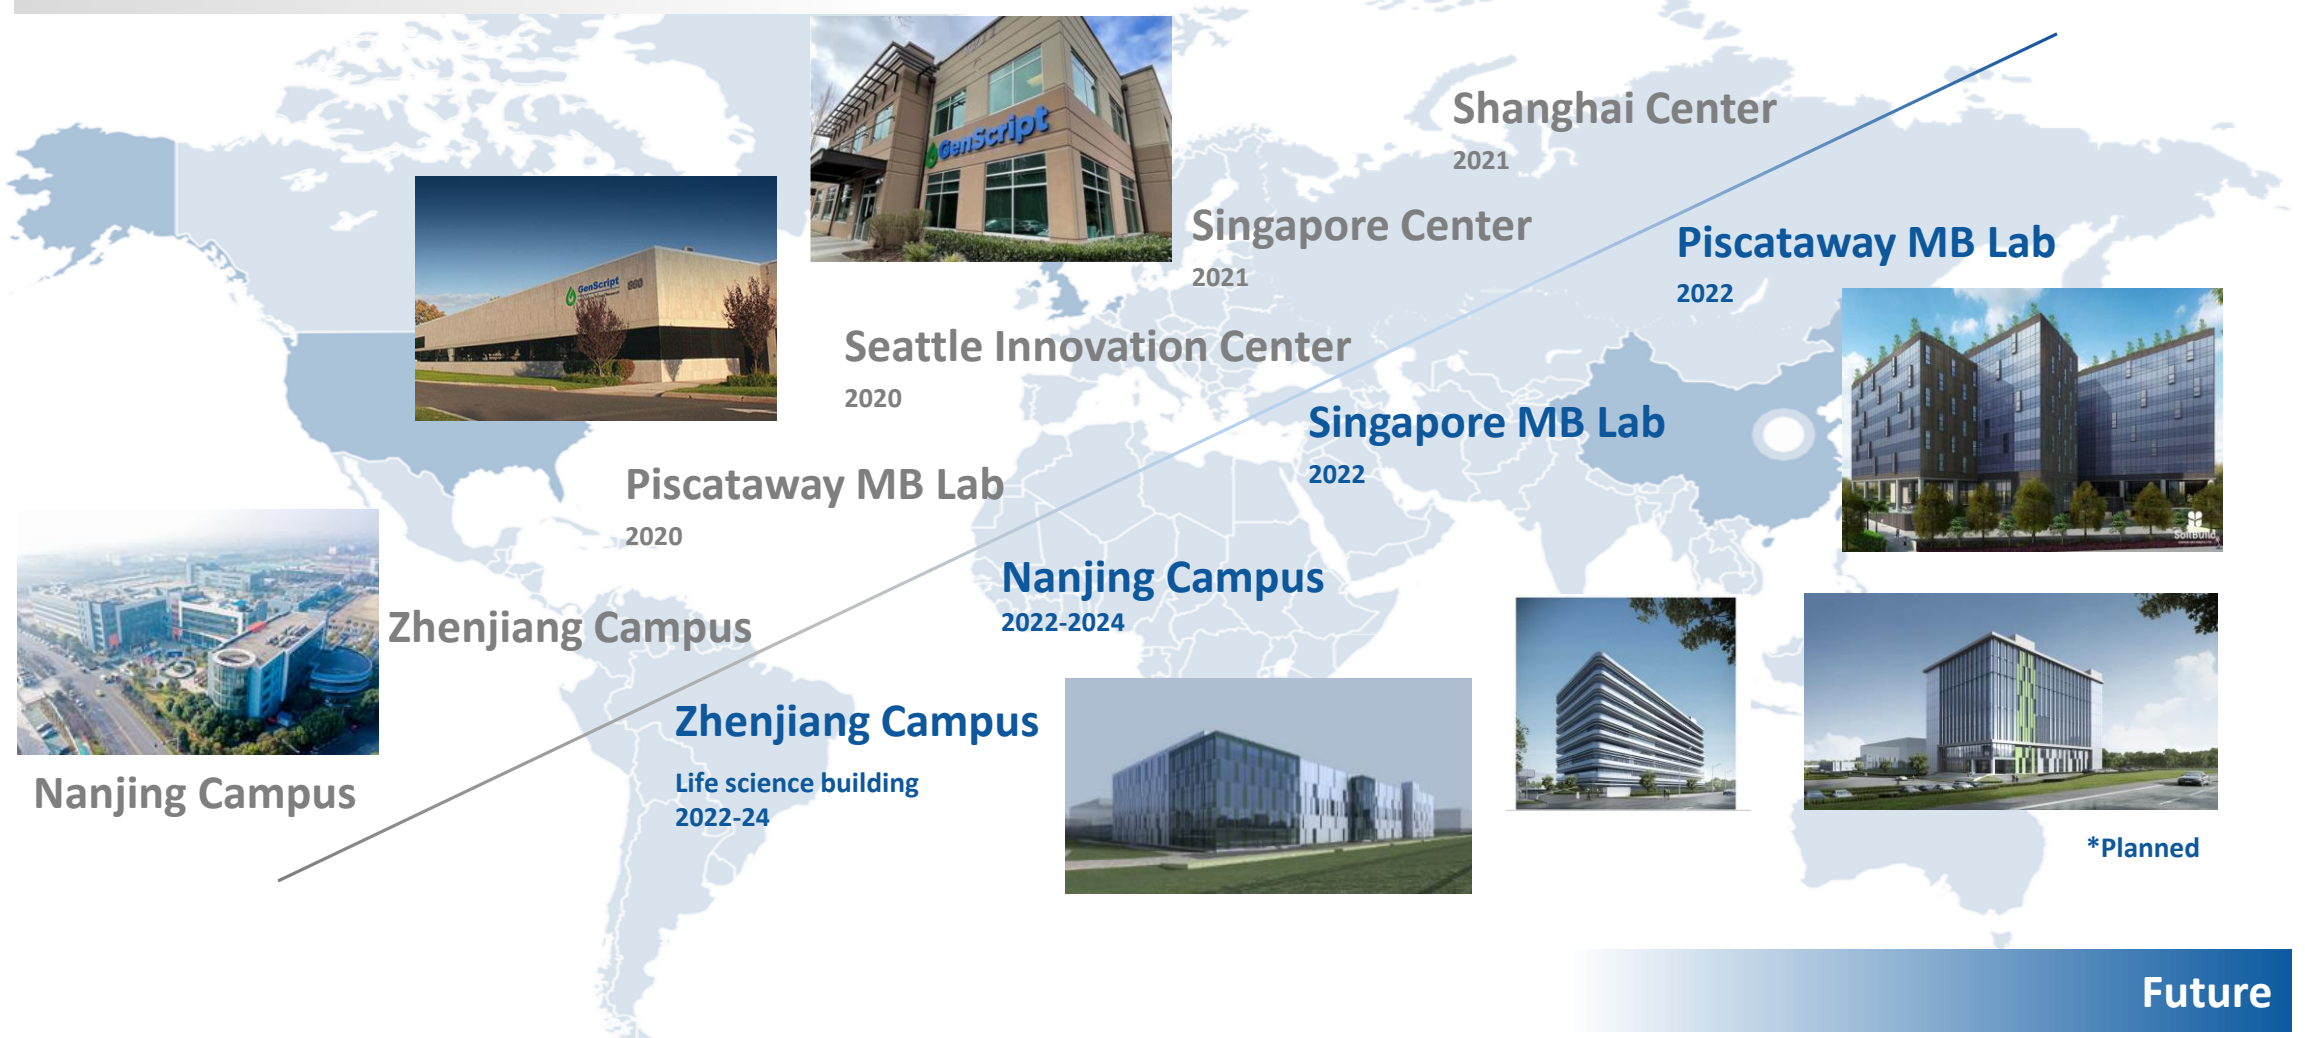 GenScript
Shanghai Center
2021
GenScript
860
Singapore Center
2021
Piscataway MB Lab
2022
Seattle Innovation Center
2020
Singapore MB Lab
2022
Piscataway MB Lab
2020
SoilBuild
Nanjing Campus
2022-2024
Zhenjiang Campus
Zhenjiang Campus
Life science building
2022-24
Nanjing Campus
*Planned
Future